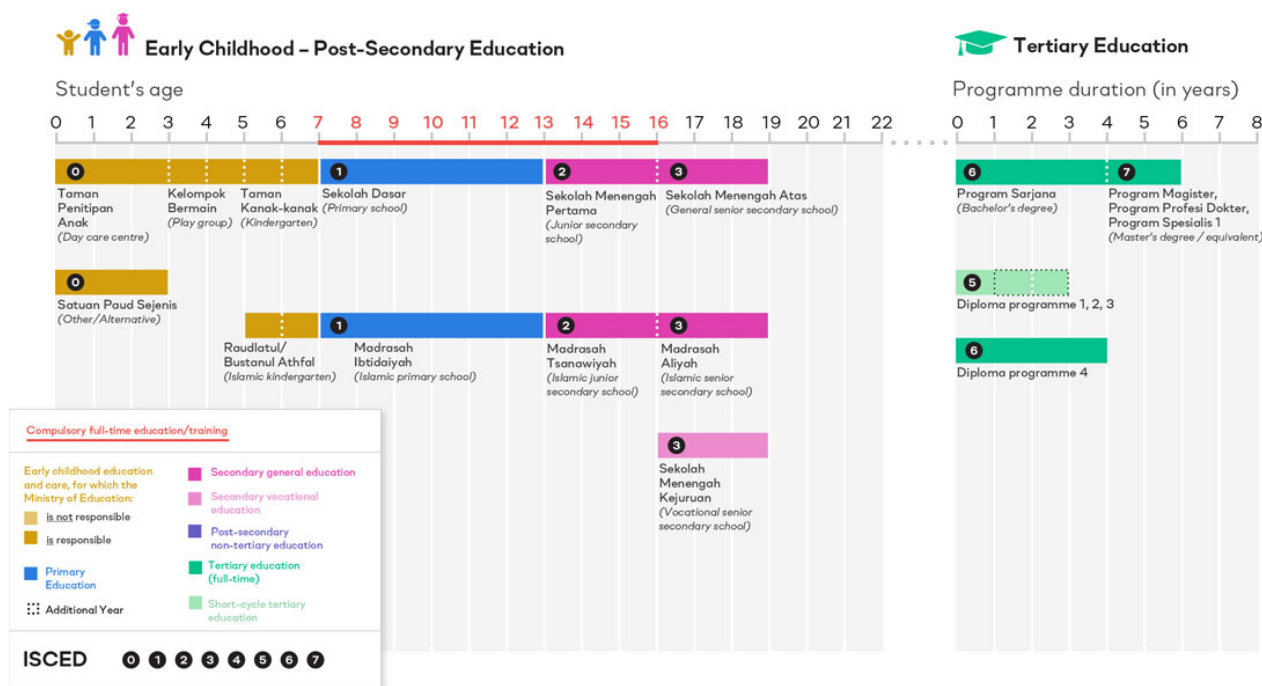 Early Childhood – Post-Secondary Education
Tertiary Education
Student's age
Programme duration (in years)
0 1 2 3 4 5 6 7 8 9 10 11 12 13 14 15 16 17 18 19 20 21 22
0 1 2 3 4 5 6 7 8
0
1
2
3
6
7
Taman
Penitipan
Anak
(Day care centre)
Kelompok
Bermain
(Play group)
Taman
Kanak-kanak
(Kindergarten)
Sekolah Dasar
(Primary school)
Sekolah Menengah
Pertama
(Junior secondary
school)
Sekolah Menengah Atas
(General senior secondary school)
Program Sarjana
(Bachelor's degree)
Program Magister,
Program Profesi Dokter,
Program Spesialis 1
(Master's degree / equivalent)
0
Satuan Paud Sejenis
(Other/Alternative)
5
Diploma programme 1, 2, 3
1
2
3
Raudlatul/
Bustanul Athfal
(Islamic kindergarten)
Madrasah
Ibtidaiyah
(Islamic primary school)
Madrasah
Tsanawiyah
(Islamic junior
secondary school)
Madrasah
Aliyah
(Islamic senior
secondary school)
6
Diploma programme 4
3
Sekolah
Menengah
Kejuruan
(Vocational senior
secondary school)
Compulsory full-time education/training
Early childhood education
and care, for which the
Ministry of Education:
is not responsible
is responsible
Primary
Education
Additional Year
Secondary general education
Secondary vocational
education
Post-secondary
non-tertiary education
Tertiary education
(full-time)
Short-cycle tertiary
education
ISCED 0 1 2 3 4 5 6 7